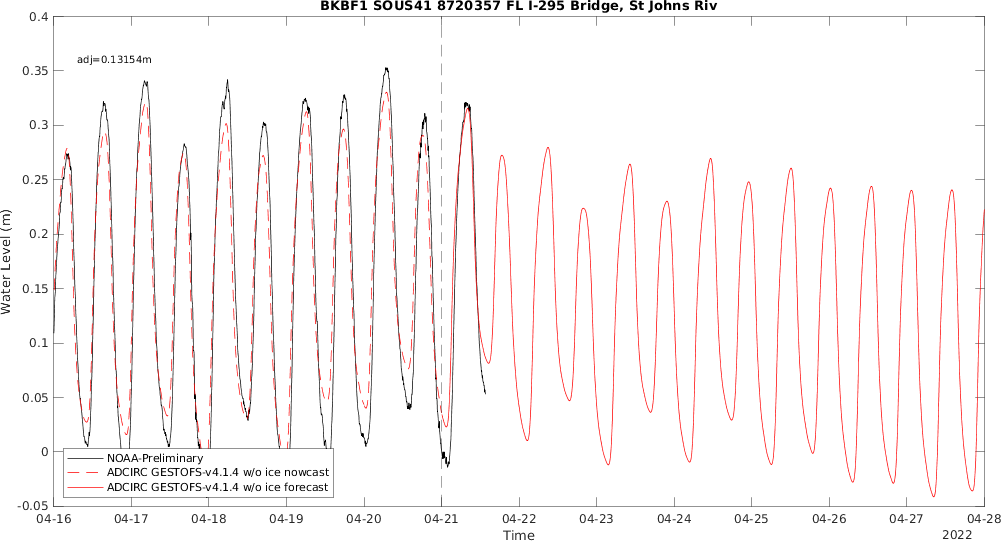 BKBF1 SOUS41 8720357 FL I-295 Bridge, St Johns Riv
adj=0.13154m
0.4
0.35
0.3
0.25
0.2
0.15
0.1
0.05
0
-0.05
Water Level (m)
NOAA-Preliminary
ADCIRC GESTOFS-v4.1.4 w/o ice nowcast
ADCIRC GESTOFS-v4.1.4 w/o ice forecast
04-16 04-17 04-18 04-19 04-20 04-21 04-22 04-23 04-24 04-25 04-26 04-27 04-28
Time
2022